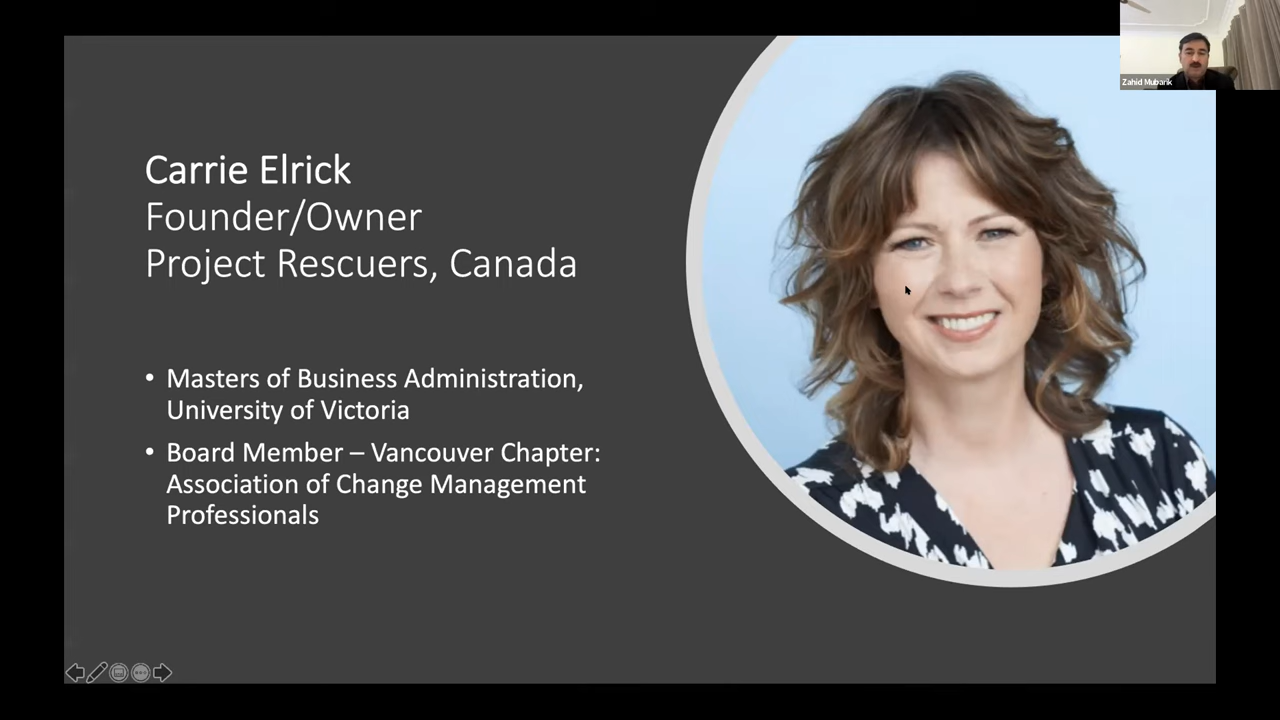 Zahid Mubarik
Carrie Elrick
Founder/Owner
Project Rescuers, Canada
• Masters of Business Administration,
University of Victoria
• Board Member – Vancouver Chapter:
Association of Change Management
Professionals